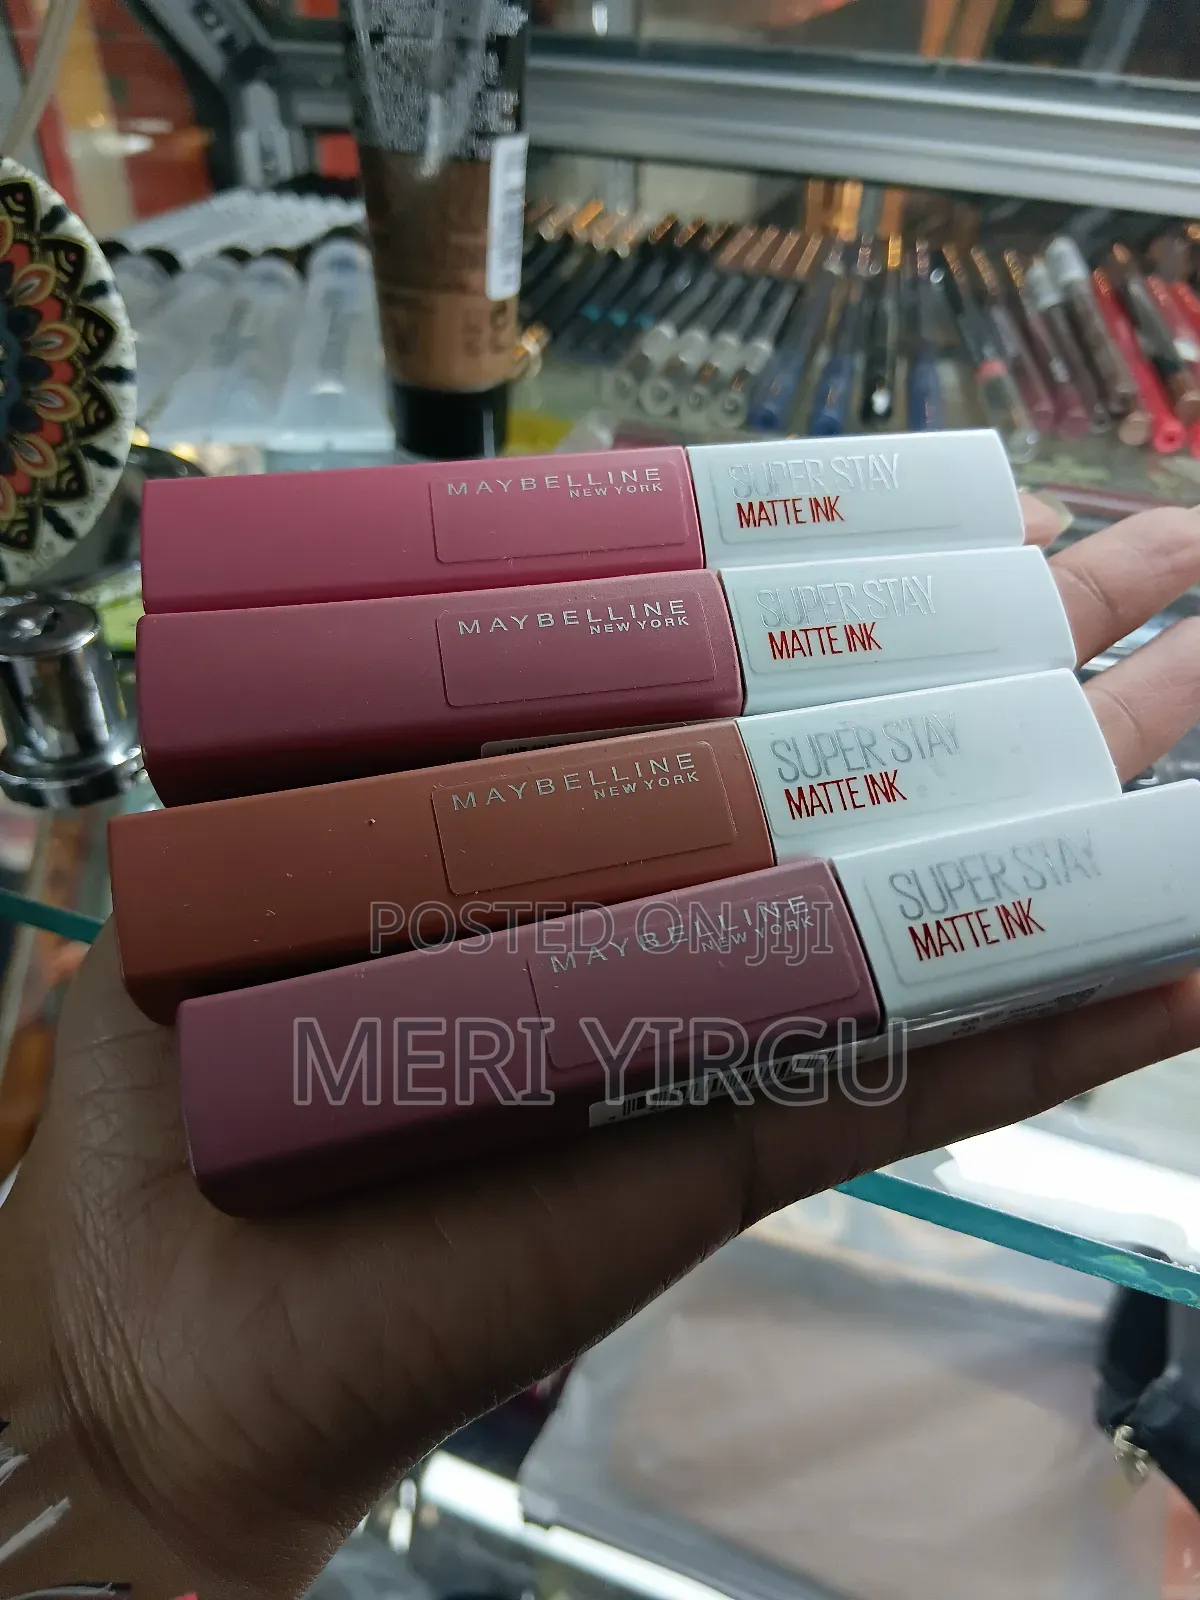 MAYBELLINE
NEW YORK
SUPER STAY
MATTE INK
MAYBELLINE
NEW YORK
SUPER STAY
MATTE INK
MAYBELLINE
NEW YORK
SUPER STAY
MATTE INK
MAYBELLINE
NEW YORK
SUPER STAY
MATTE INK
POSTED ON JIJI
MERI YIRGU